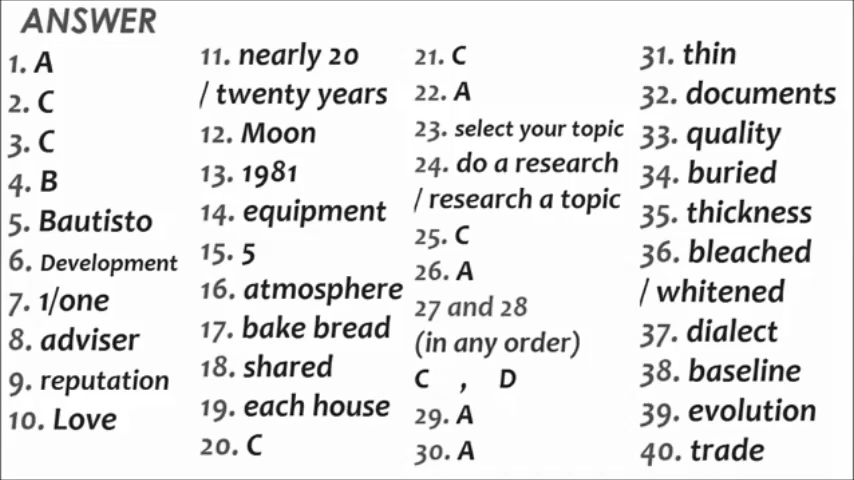 ANSWER
1. A
2. C
3. C
4. B
5. Bautisto
6. Development
7. 1/one
8. adviser
9. reputation
10. Love
11. nearly 20
/ twenty years
12. Moon
13. 1981
14. equipment
15. 5
16. atmosphere
17. bake bread
18. shared
19. each house
20. C
21. C
22. A
23. select your topic
24. do a research
/ research a topic
25. C
26. A
27 and 28
(in any order)
C , D
29. A
30. A
31. thin
32. documents
33. quality
34. buried
35. thickness
36. bleached
/ whitened
37. dialect
38. baseline
39. evolution
40. trade